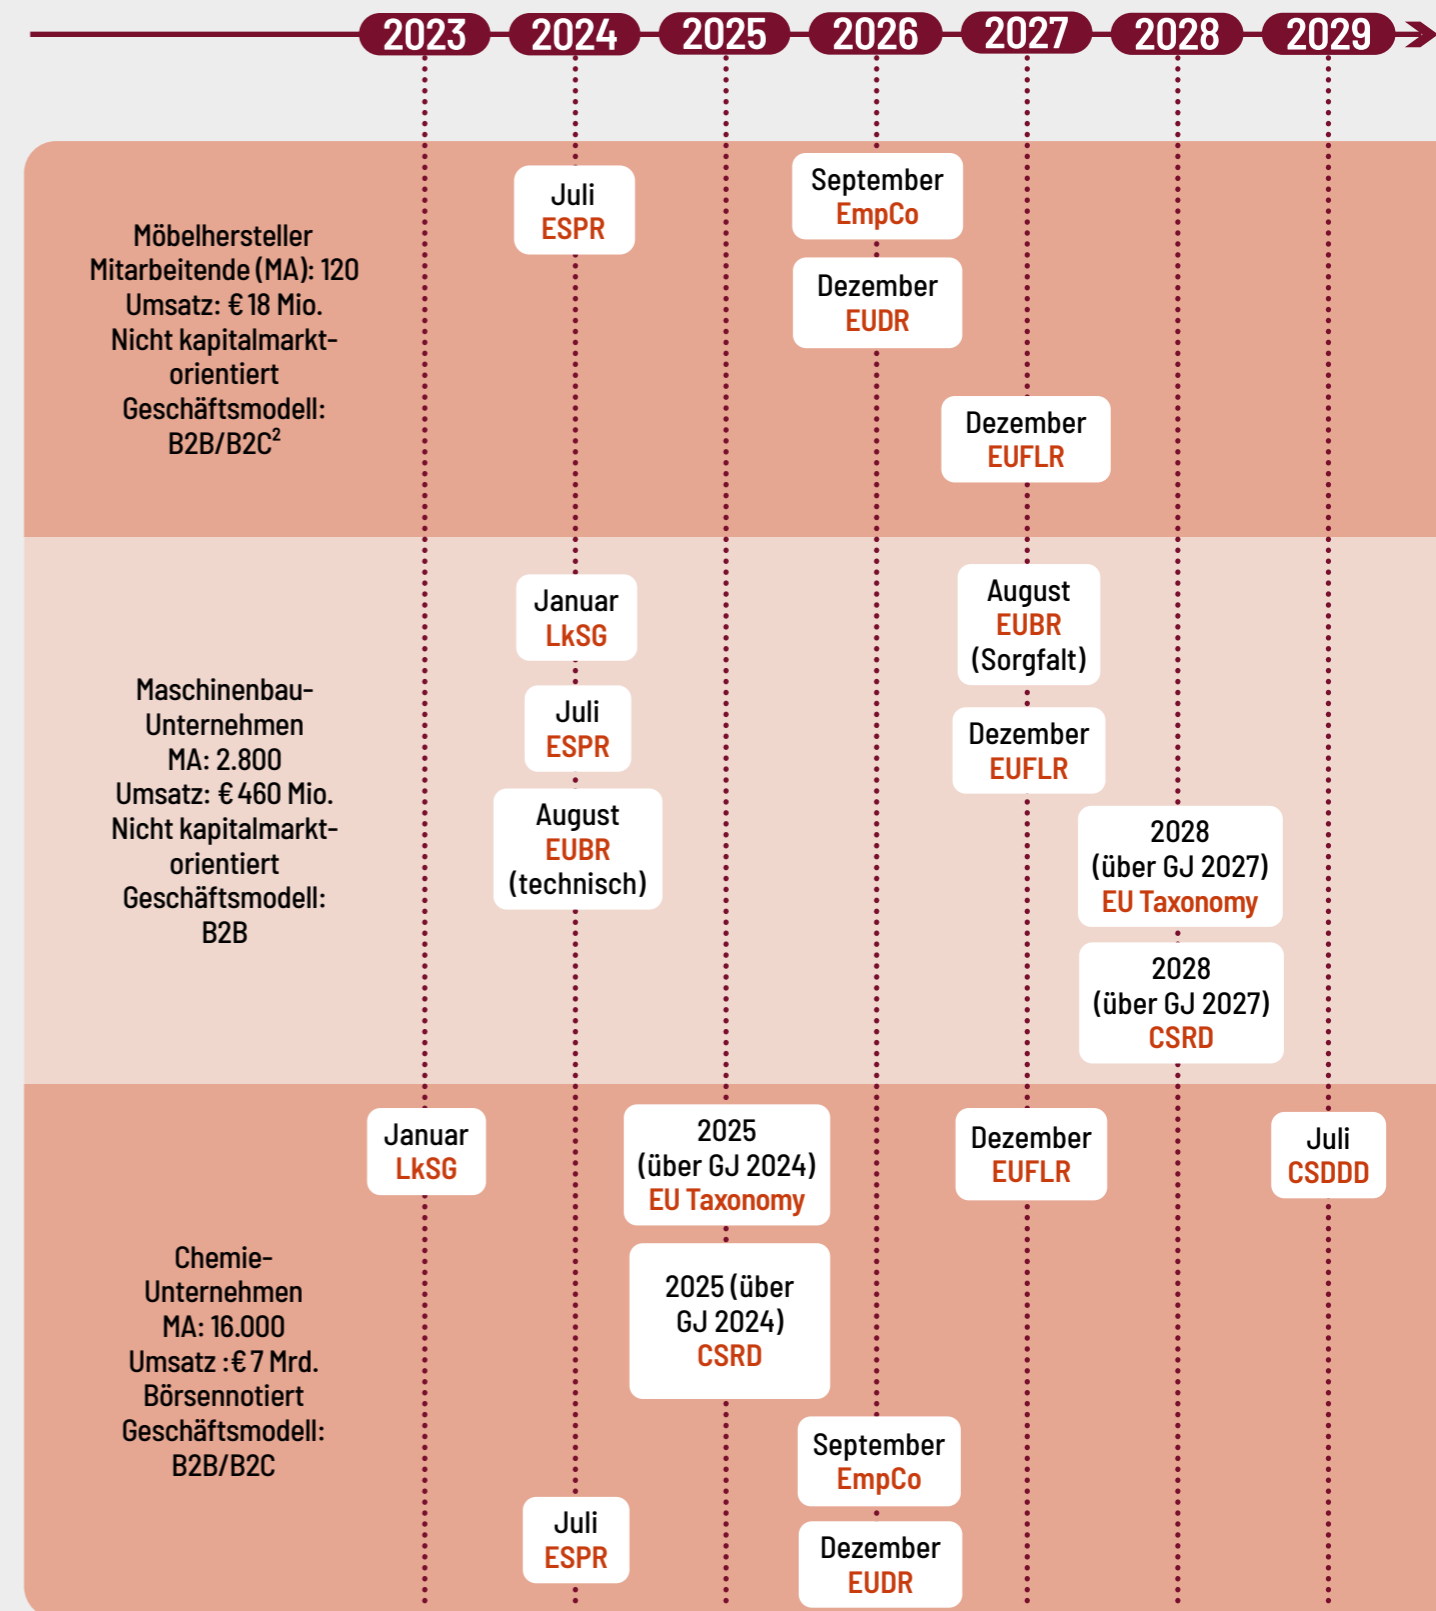 2023 2024 2025 2026 2027 2028 2029
Möbelhersteller
Mitarbeitende (MA): 120
Umsatz: € 18 Mio.
Nicht kapitalmarkt-
orientiert
Geschäftsmodell:
B2B/B2C²
Juli
ESPR
September
EmpCo
Dezember
EUDR
Dezember
EUFLR
Maschinenbau-
Unternehmen
MA: 2.800
Umsatz: € 460 Mio.
Nicht kapitalmarkt-
orientiert
Geschäftsmodell:
B2B
Januar
LkSG
Juli
ESPR
August
EUBR
(technisch)
August
EUBR
(Sorgfalt)
Dezember
EUFLR
2028
(über GJ 2027)
EU Taxonomy
2028
(über GJ 2027)
CSRD
Chemie-
Unternehmen
MA: 16.000
Umsatz :€ 7 Mrd.
Börsennotiert
Geschäftsmodell:
B2B/B2C
Januar
LkSG
Juli
ESPR
2025
(über GJ 2024)
EU Taxonomy
2025 (über
GJ 2024)
CSRD
September
EmpCo
Dezember
EUDR
Dezember
EUFLR
Juli
CSDDD